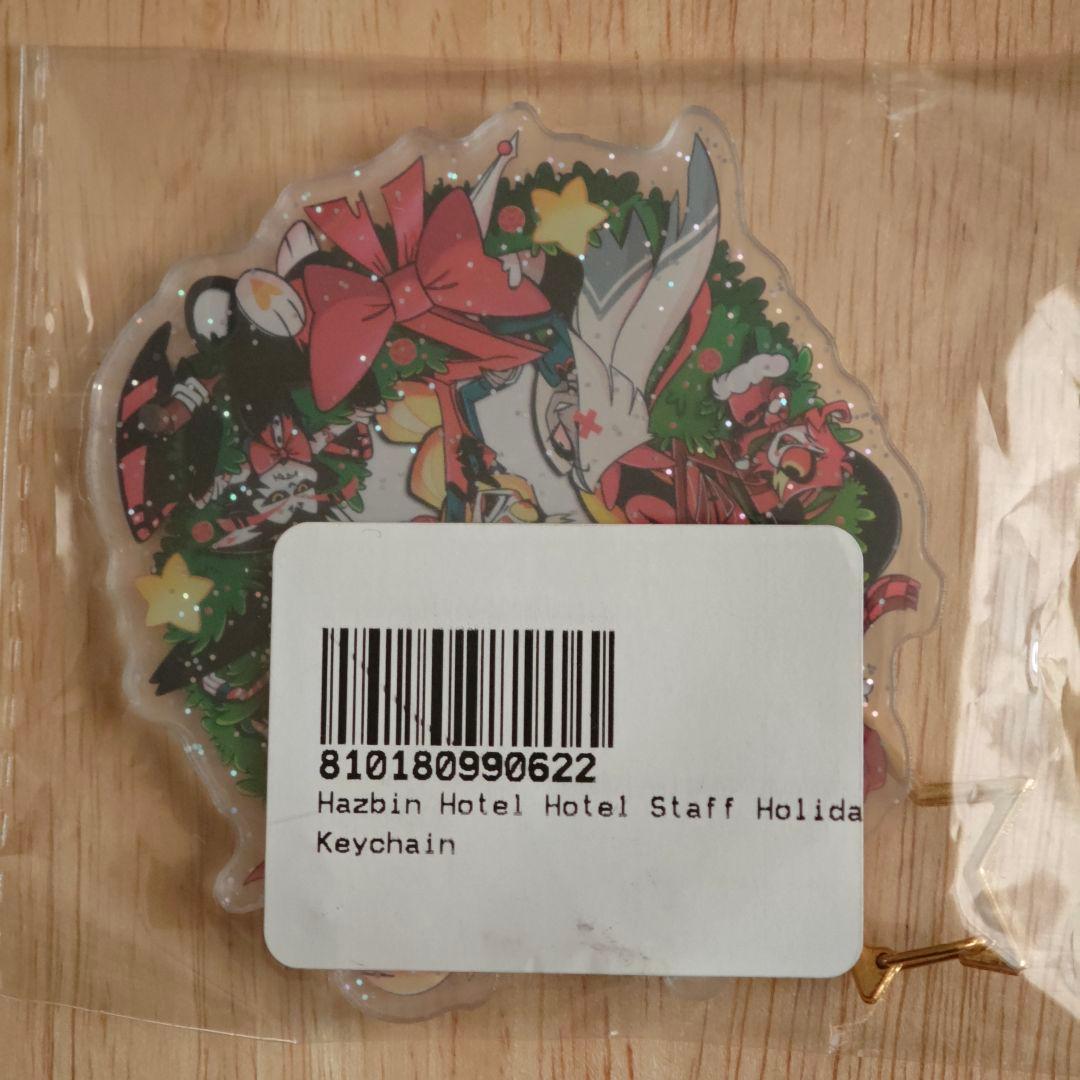 810180990622
Hazbin Hotel Hotel Staff Holida
Keychain